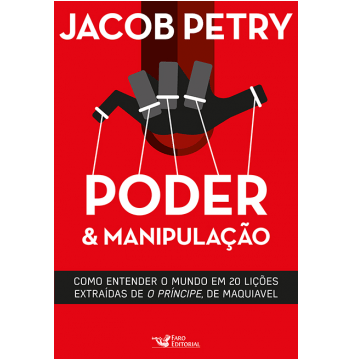 JACOB PETRY
PODER
& MANIPULAÇÃO
COMO ENTENDER O MUNDO EM 20 LIÇÕES
EXTRAÍDAS DE O PRÍNCIPE, DE MAQUIAVEL
FARO
EDITORIAL